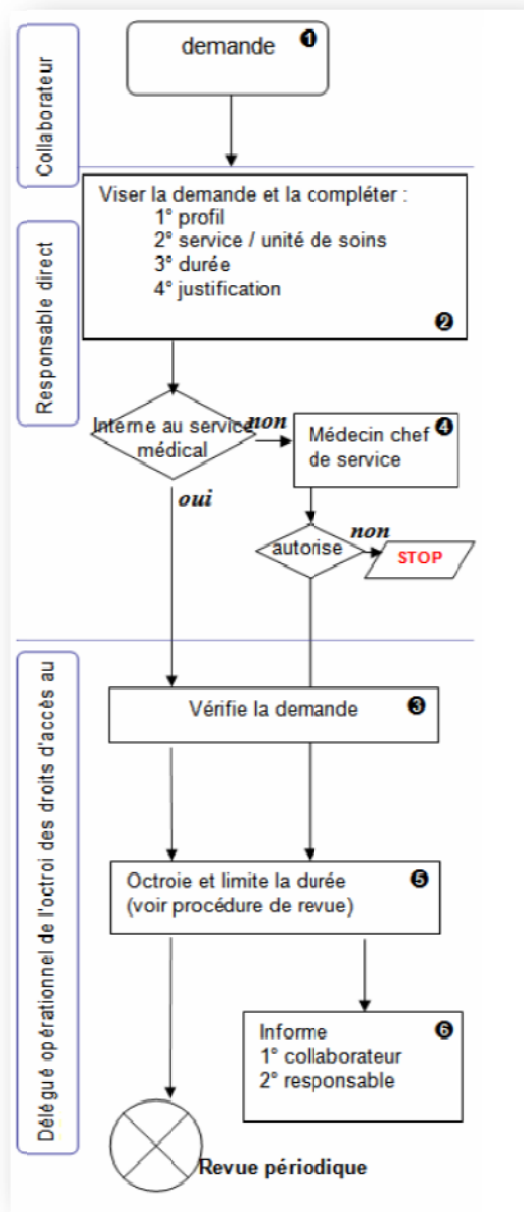 Collaborateur
demande ❶
Responsable direct
Viser la demande et la compléter :
1° profil
2° service / unité de soins
3° durée
4° justification
❷
Interne au service
médical
non
Médecin chef ❹
de service
oui
autorise
non
STOP
Délégué opérationnel de l'octroi des droits d'accès au
Vérifie la demande ❸
Octroie et limite la durée ❺
(voir procédure de revue)
Informe ❻
1° collaborateur
2° responsable
Revue périodique